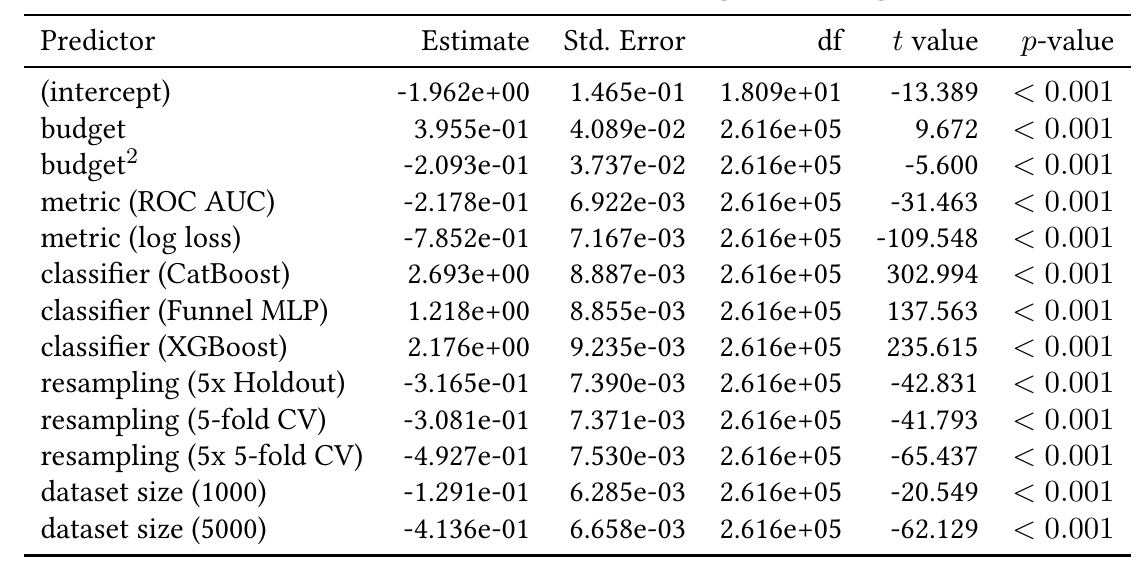 Predictor Estimate Std. Error df t value p-value
(intercept) -1.962e+00 1.465e-01 1.809e+01 -13.389 < 0.001
budget 3.955e-01 4.089e-02 2.616e+05 9.672 < 0.001
budget² -2.093e-01 3.737e-02 2.616e+05 -5.600 < 0.001
metric (ROC AUC) -2.178e-01 6.922e-03 2.616e+05 -31.463 < 0.001
metric (log loss) -7.852e-01 7.167e-03 2.616e+05 -109.548 < 0.001
classifier (CatBoost) 2.693e+00 8.887e-03 2.616e+05 302.994 < 0.001
classifier (Funnel MLP) 1.218e+00 8.855e-03 2.616e+05 137.563 < 0.001
classifier (XGBoost) 2.176e+00 9.235e-03 2.616e+05 235.615 < 0.001
resampling (5x Holdout) -3.165e-01 7.390e-03 2.616e+05 -42.831 < 0.001
resampling (5-fold CV) -3.081e-01 7.371e-03 2.616e+05 -41.793 < 0.001
resampling (5x 5-fold CV) -4.927e-01 7.530e-03 2.616e+05 -65.437 < 0.001
dataset size (1000) -1.291e-01 6.285e-03 2.616e+05 -20.549 < 0.001
dataset size (5000) -4.136e-01 6.658e-03 2.616e+05 -62.129 < 0.001